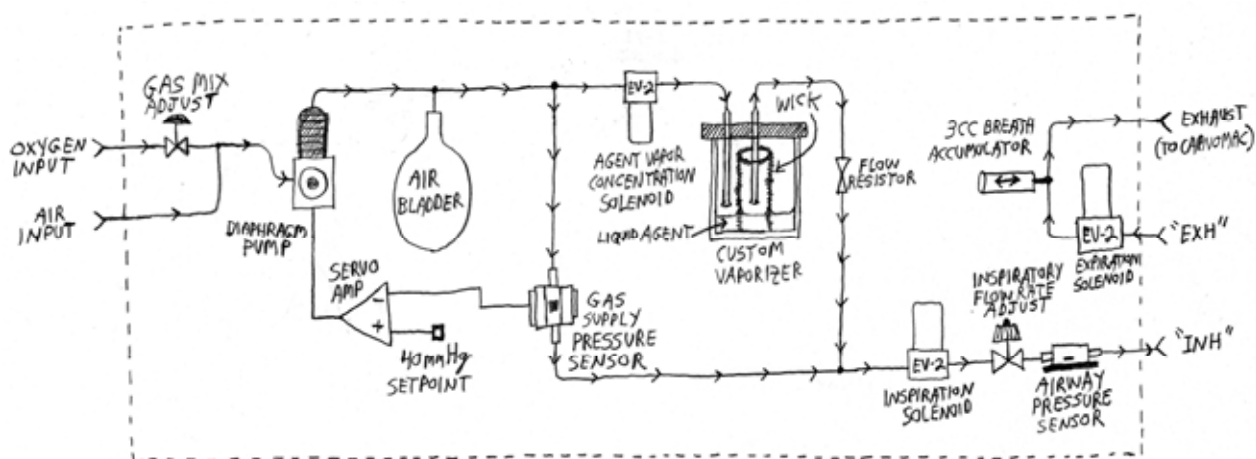 GAS MIX
ADJUST
OXYGEN
INPUT
AIR
INPUT
DIAPHRAGM
PUMP
AIR
BLADDER
SERVO
AMP
-
+
40mmHg
SETPOINT
GAS
SUPPLY
PRESSURE
SENSOR
EV-2
AGENT VAPOR
CONCENTRATION
SOLENOID
WICK
LIQUID AGENT
CUSTOM
VAPORIZER
FLOW
RESISTOR
3CC BREATH
ACCUMULATOR
EXHAUST
(TO CAPNOMAC)
EV-2
"EXH"
EXPIRATION
SOLENOID
INSPIRATORY
FLOW RATE
ADJUST
EV-2
INSPIRATION
SOLENOID
"INH"
AIRWAY
PRESSURE
SENSOR